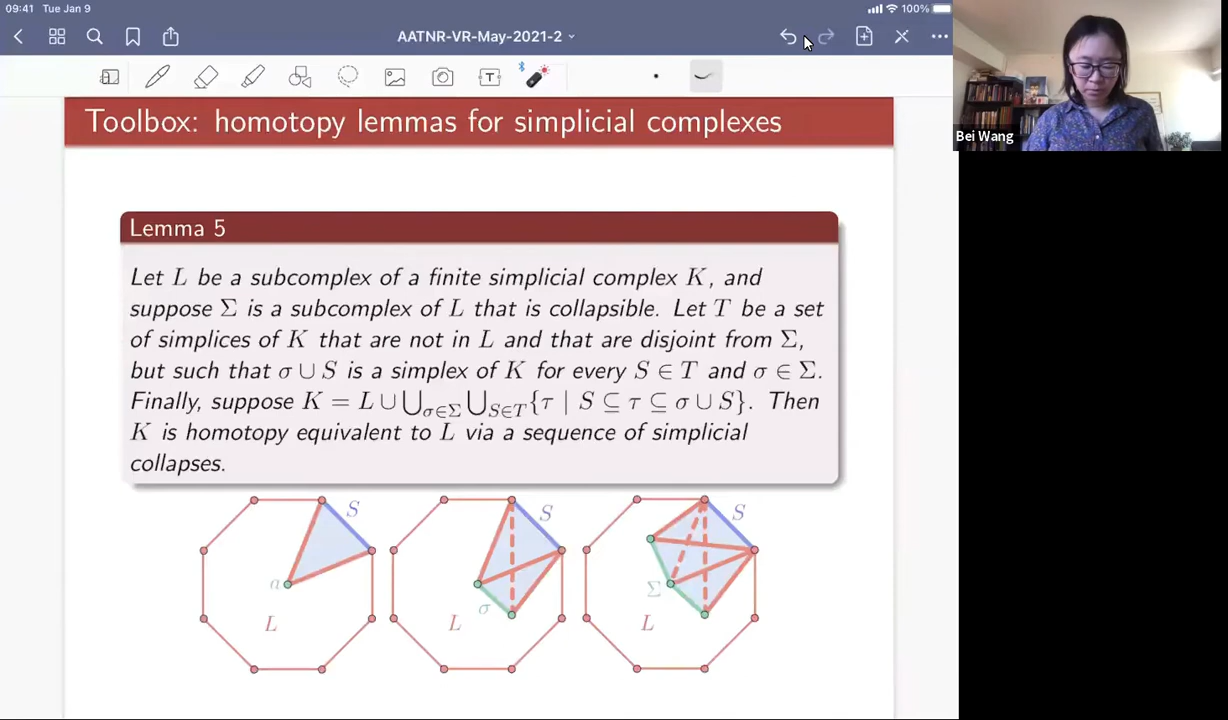 09:41 Tue Jan 9
100%
AATNR-VR-May-2021-2
T
Bei Wang
Toolbox: homotopy lemmas for simplicial complexes
Lemma 5
Let L be a subcomplex of a finite simplicial complex K, and
suppose Σ is a subcomplex of L that is collapsible. Let T be a set
of simplices of K that are not in L and that are disjoint from Σ,
but such that σ ∪ S is a simplex of K for every S ∈ T and σ ∈ Σ.
Finally, suppose K = L ∪ ⋃_{σ∈Σ} ⋃_{S∈T} {τ | S ⊆ τ ⊆ σ ∪ S}. Then
K is homotopy equivalent to L via a sequence of simplicial
collapses.
S S S
a σ Σ
L L L